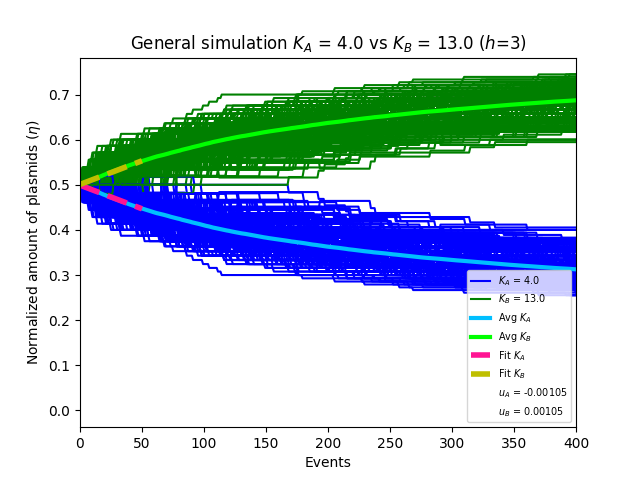 General simulation K_A = 4.0 vs K_B = 13.0 (h=3)
Normalized amount of plasmids (η)
0.7
0.6
0.5
0.4
0.3
0.2
0.1
0.0
K_A = 4.0
K_B = 13.0
Avg K_A
Avg K_B
Fit K_A
Fit K_B
u_A = -0.00105
u_B = 0.00105
0 50 100 150 200 250 300 350 400
Events